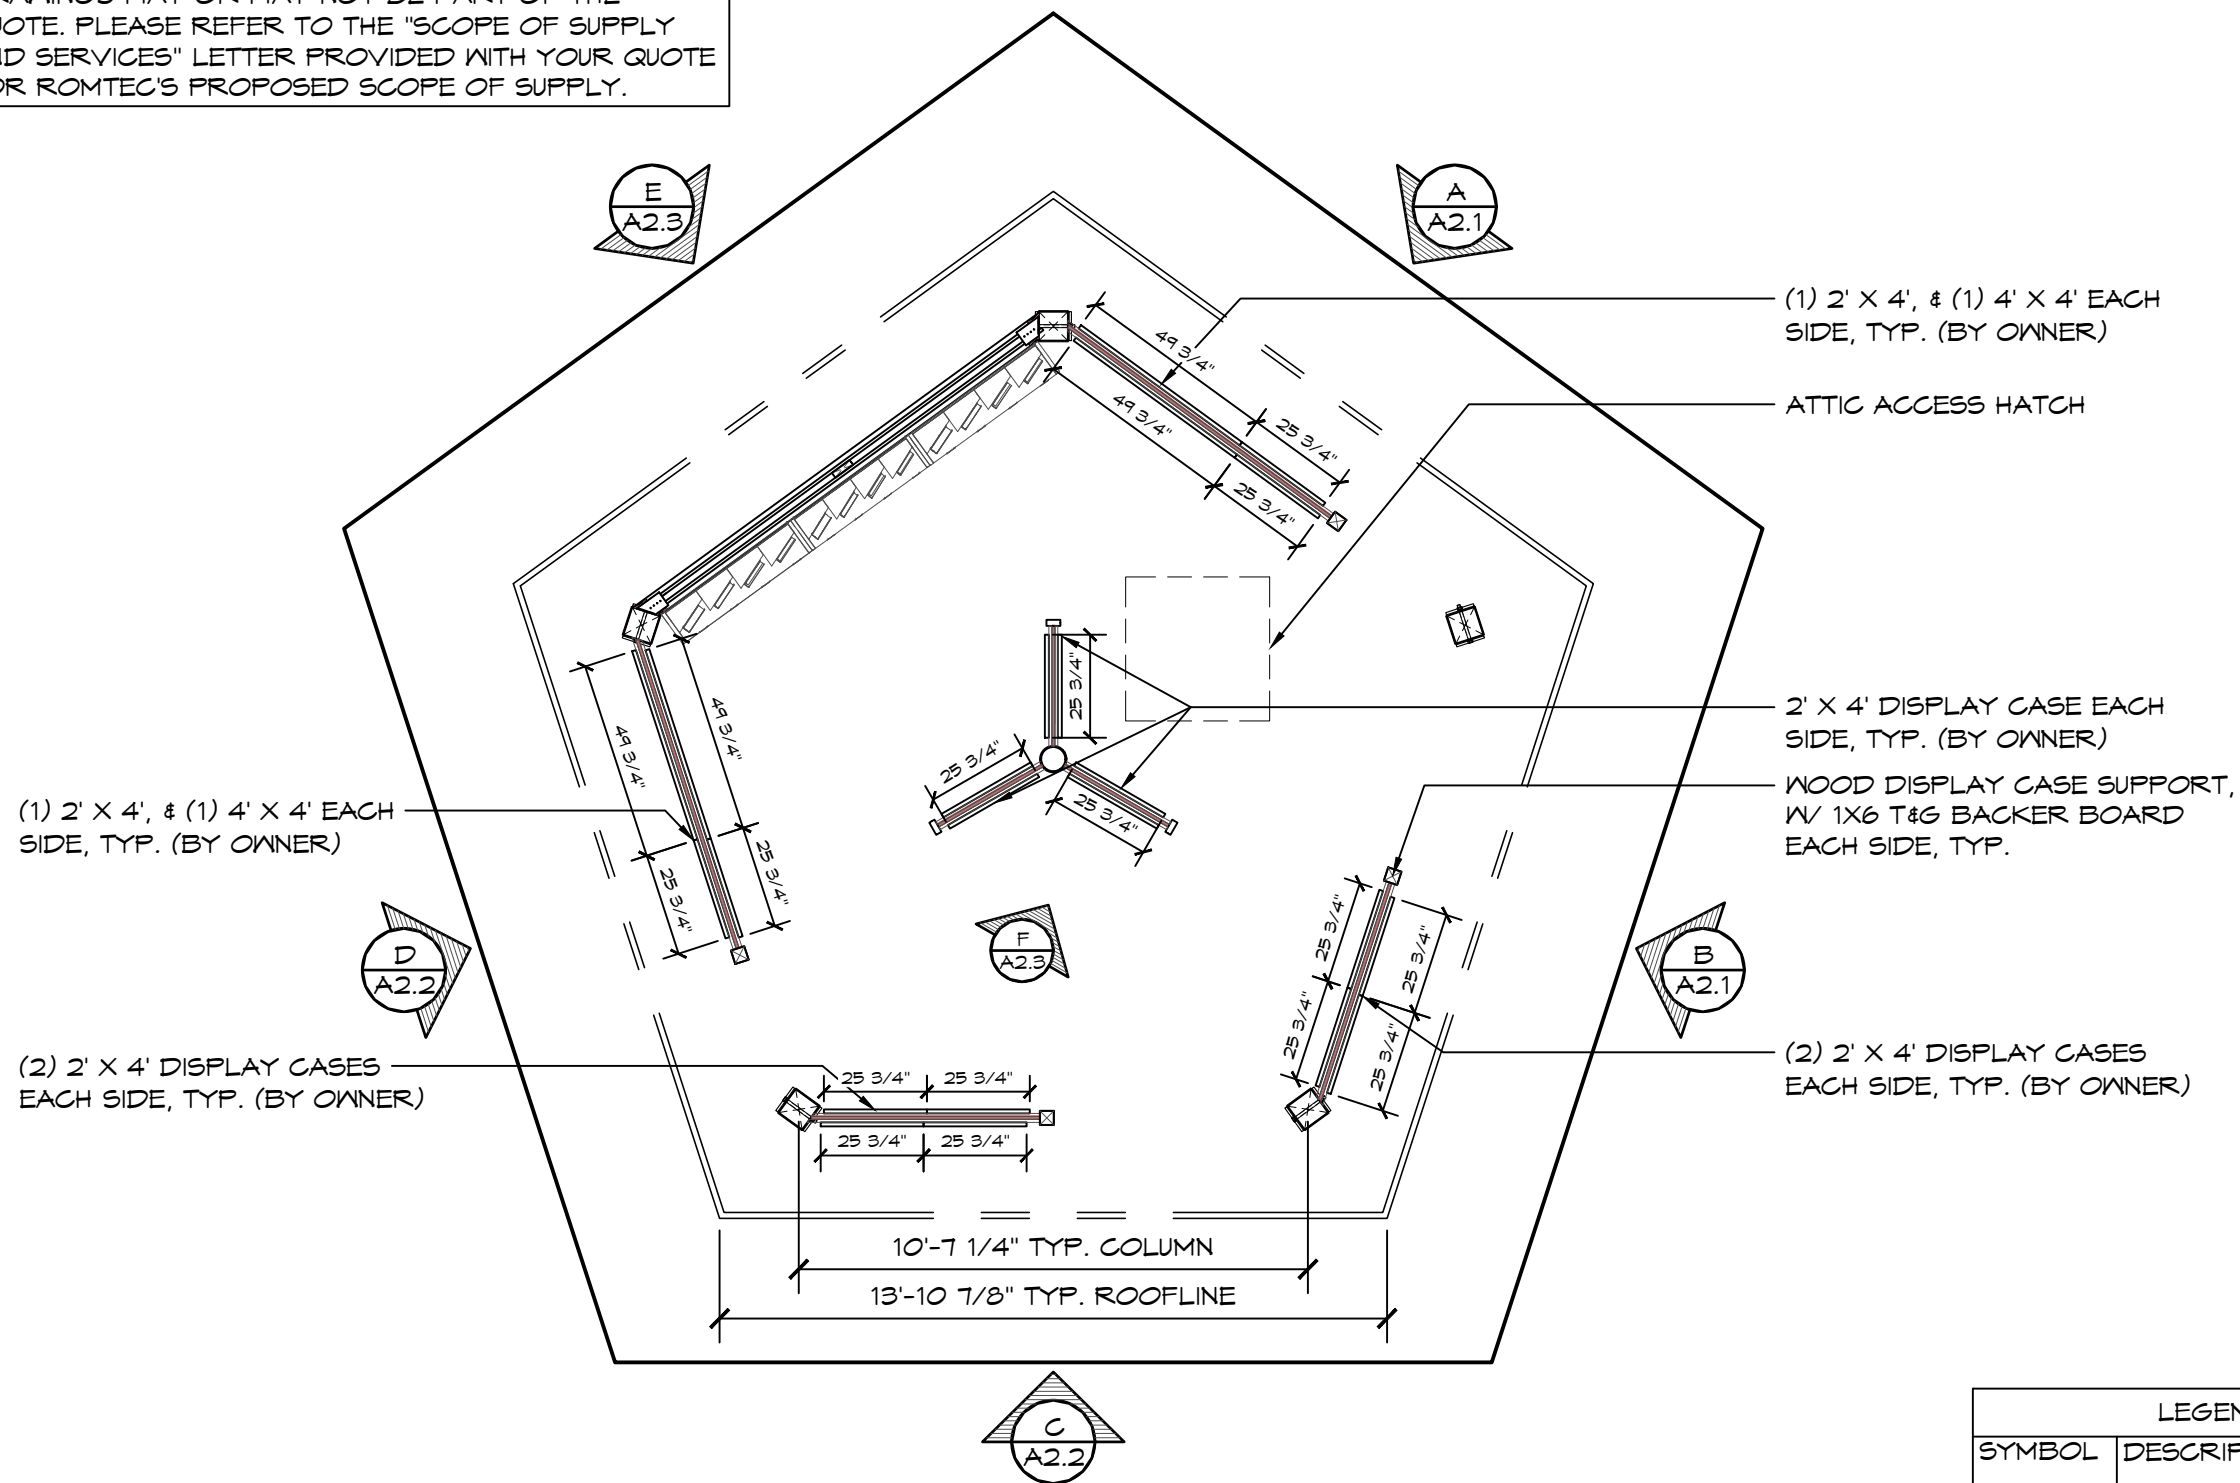 QUOTE. PLEASE REFER TO THE "SCOPE OF SUPPLY
AND SERVICES" LETTER PROVIDED WITH YOUR QUOTE
FOR ROMTEC'S PROPOSED SCOPE OF SUPPLY.
E
A2.3
A
A2.1
(1) 2' X 4', & (1) 4' X 4' EACH
SIDE, TYP. (BY OWNER)
49 3/4"
49 3/4"
25 3/4"
25 3/4"
ATTIC ACCESS HATCH
25 3/4"
25 3/4"
25 3/4"
2' X 4' DISPLAY CASE EACH
SIDE, TYP. (BY OWNER)
WOOD DISPLAY CASE SUPPORT,
W/ 1X6 T&G BACKER BOARD
EACH SIDE, TYP.
49 3/4"
49 3/4"
25 3/4"
25 3/4"
(1) 2' X 4', & (1) 4' X 4' EACH
SIDE, TYP. (BY OWNER)
D
A2.2
F
A2.3
25 3/4"
25 3/4"
25 3/4"
25 3/4"
B
A2.1
(2) 2' X 4' DISPLAY CASES
EACH SIDE, TYP. (BY OWNER)
25 3/4" 25 3/4"
25 3/4" 25 3/4"
(2) 2' X 4' DISPLAY CASES
EACH SIDE, TYP. (BY OWNER)
10'-7 1/4" TYP. COLUMN
13'-10 7/8" TYP. ROOFLINE
C
A2.2
LEGEN
SYMBOL DESCRIP